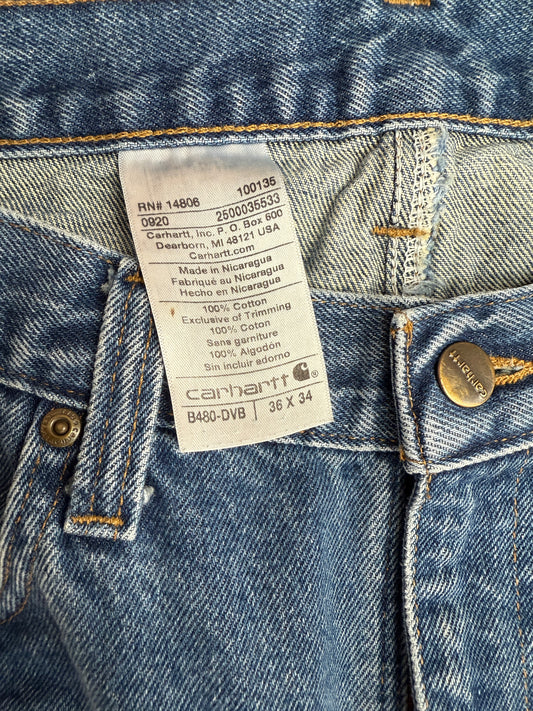 RN# 14806 100135
0920 2500035533
Carhartt, Inc. P. O. Box 600
Dearborn, MI 48121 USA
Carhartt.com
Made in Nicaragua
Fabriqué au Nicaragua
Hecho en Nicaragua
100% Cotton
Exclusive of Trimming
100% Coton
Sans garniture
100% Algodón
Sin incluir adorno
carhartt®
B480-DVB 36 X 34
CARHARTT